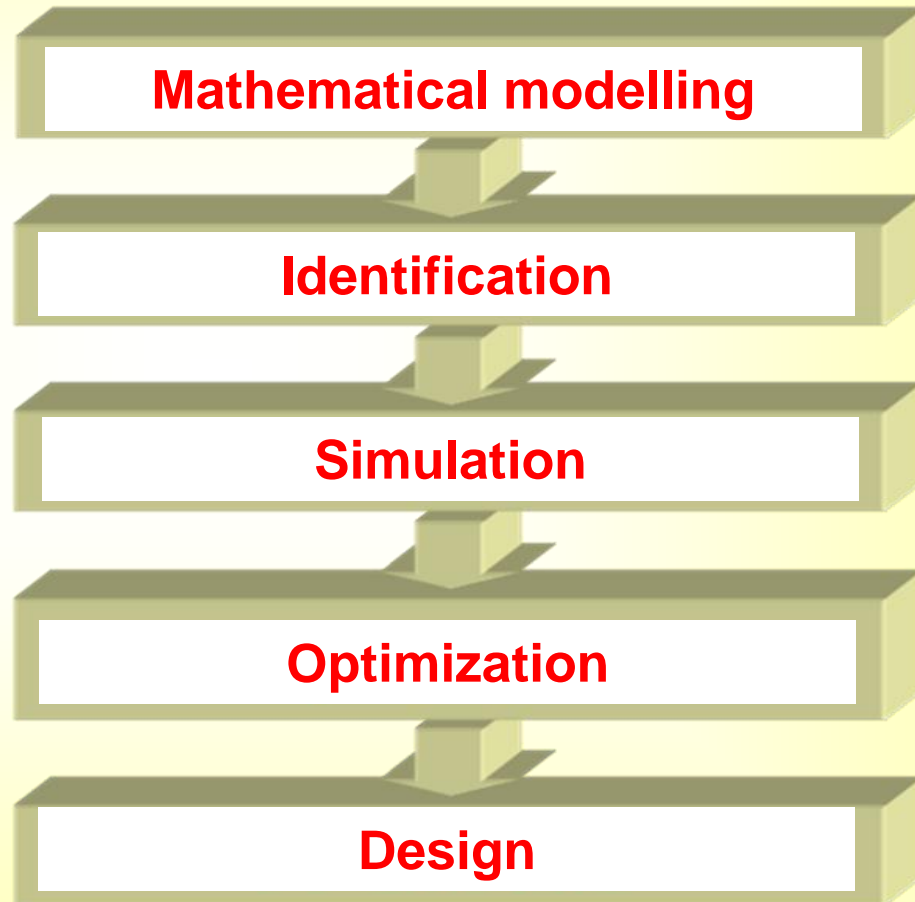 Mathematical modelling
Identification
Simulation
Optimization
Design